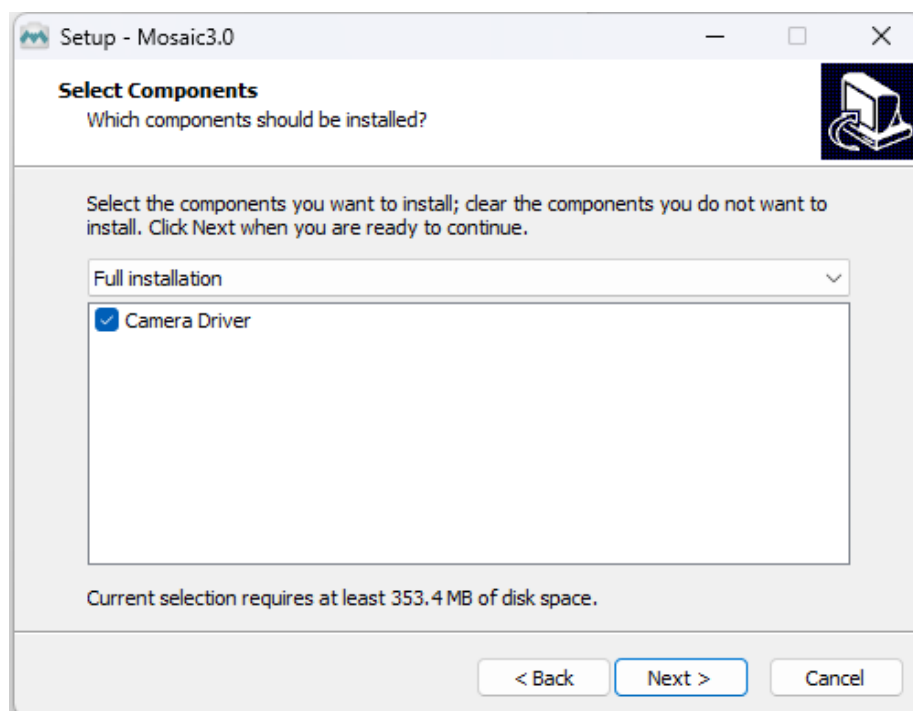 Setup - Mosaic3.0
Select Components
Which components should be installed?
Select the components you want to install; clear the components you do not want to
install. Click Next when you are ready to continue.
Full installation
Camera Driver
Current selection requires at least 353.4 MB of disk space.
< Back
Next >
Cancel